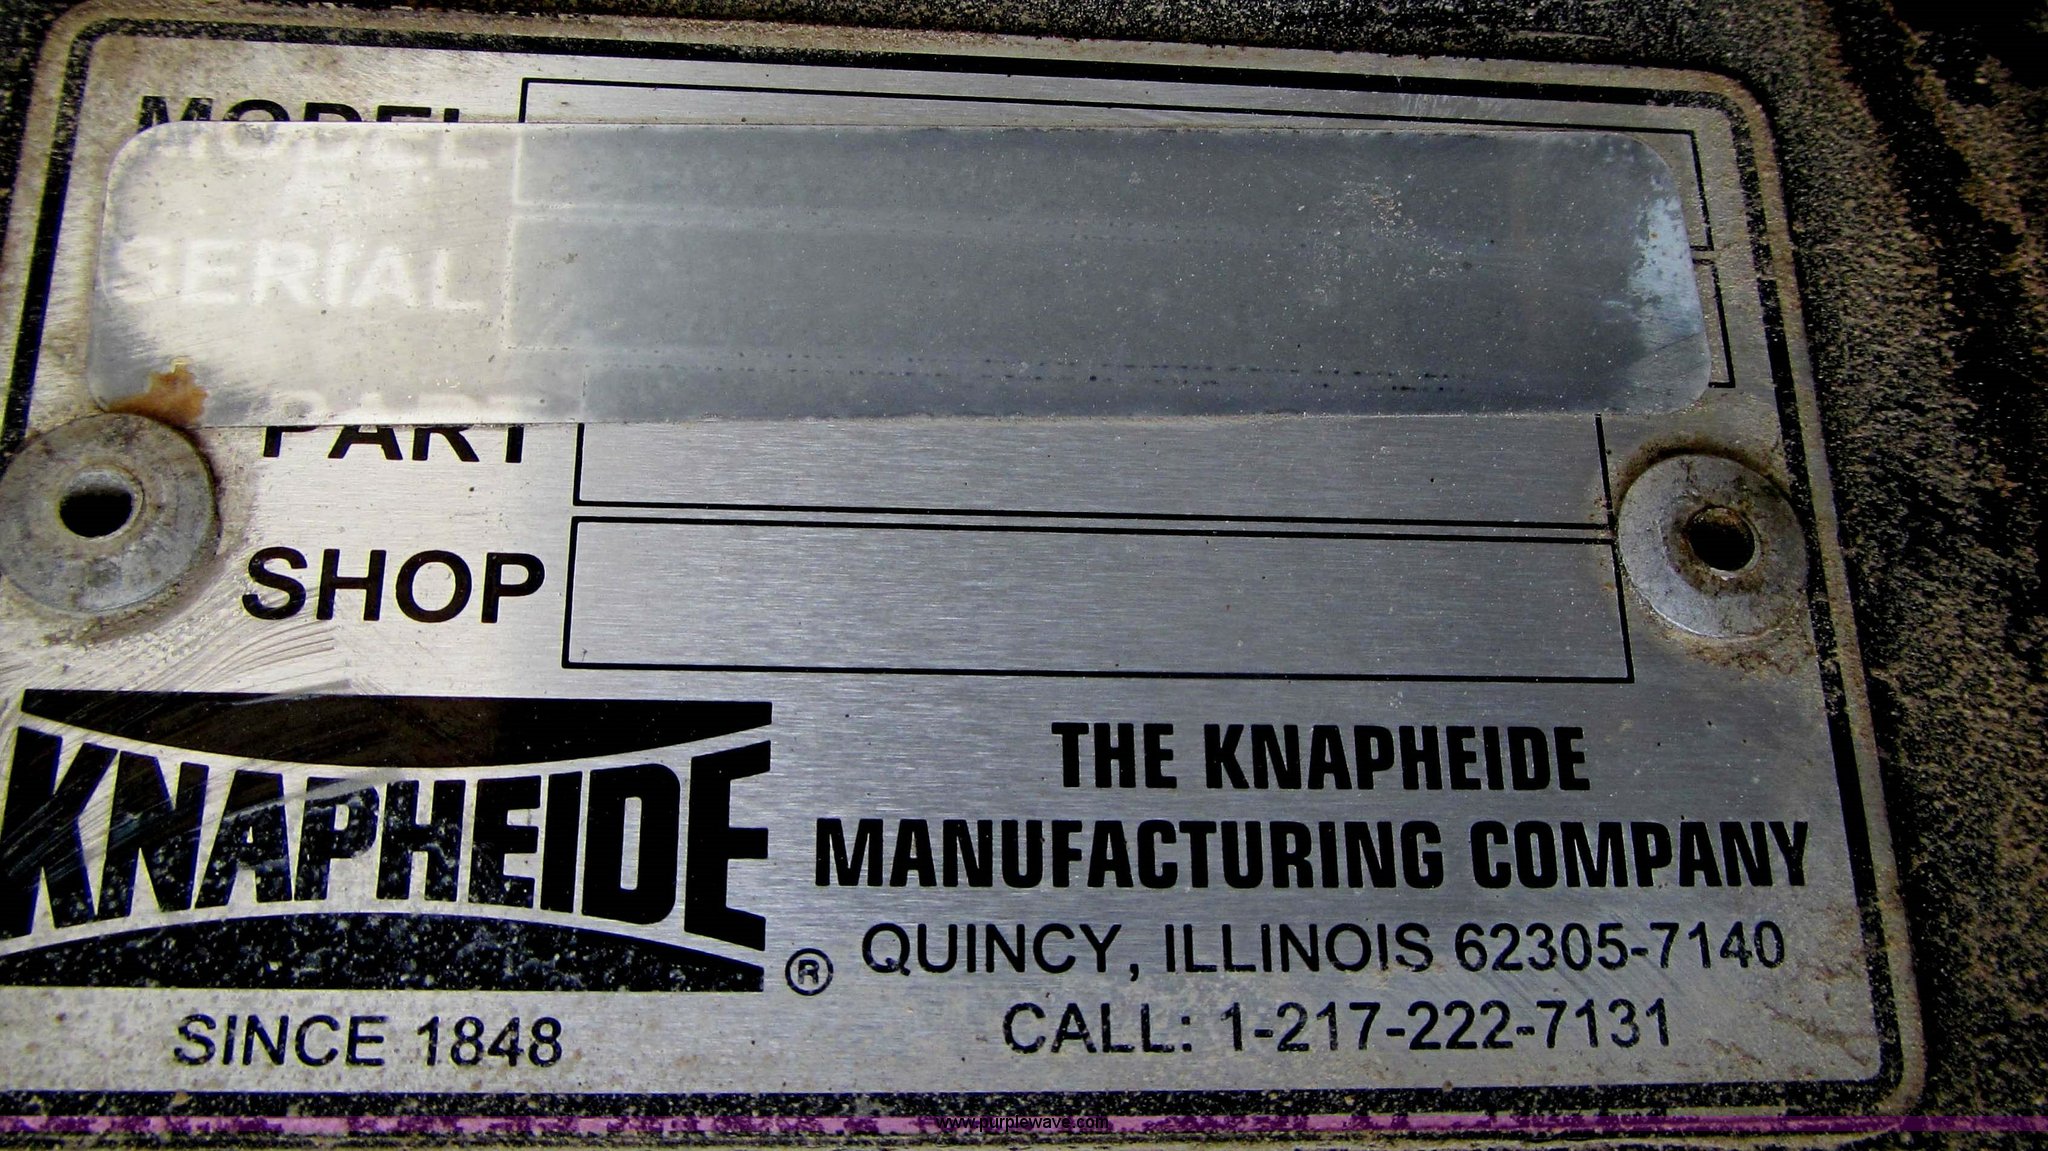 MODEL
SERIAL
PART
SHOP
KNAPHEIDE
®
SINCE 1848
THE KNAPHEIDE
MANUFACTURING COMPANY
QUINCY, ILLINOIS 62305-7140
CALL: 1-217-222-7131
www.purplewave.com